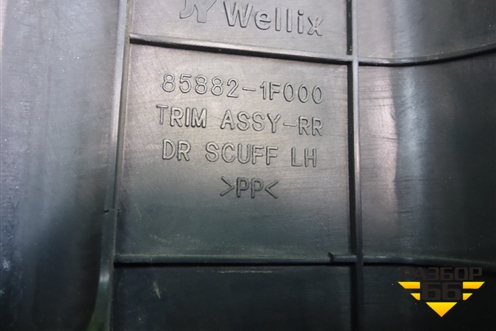 Wellix
85882-1F000
TRIM ASSY-RR
DR SCUFF LH
>PP<
РАЗБОР
66